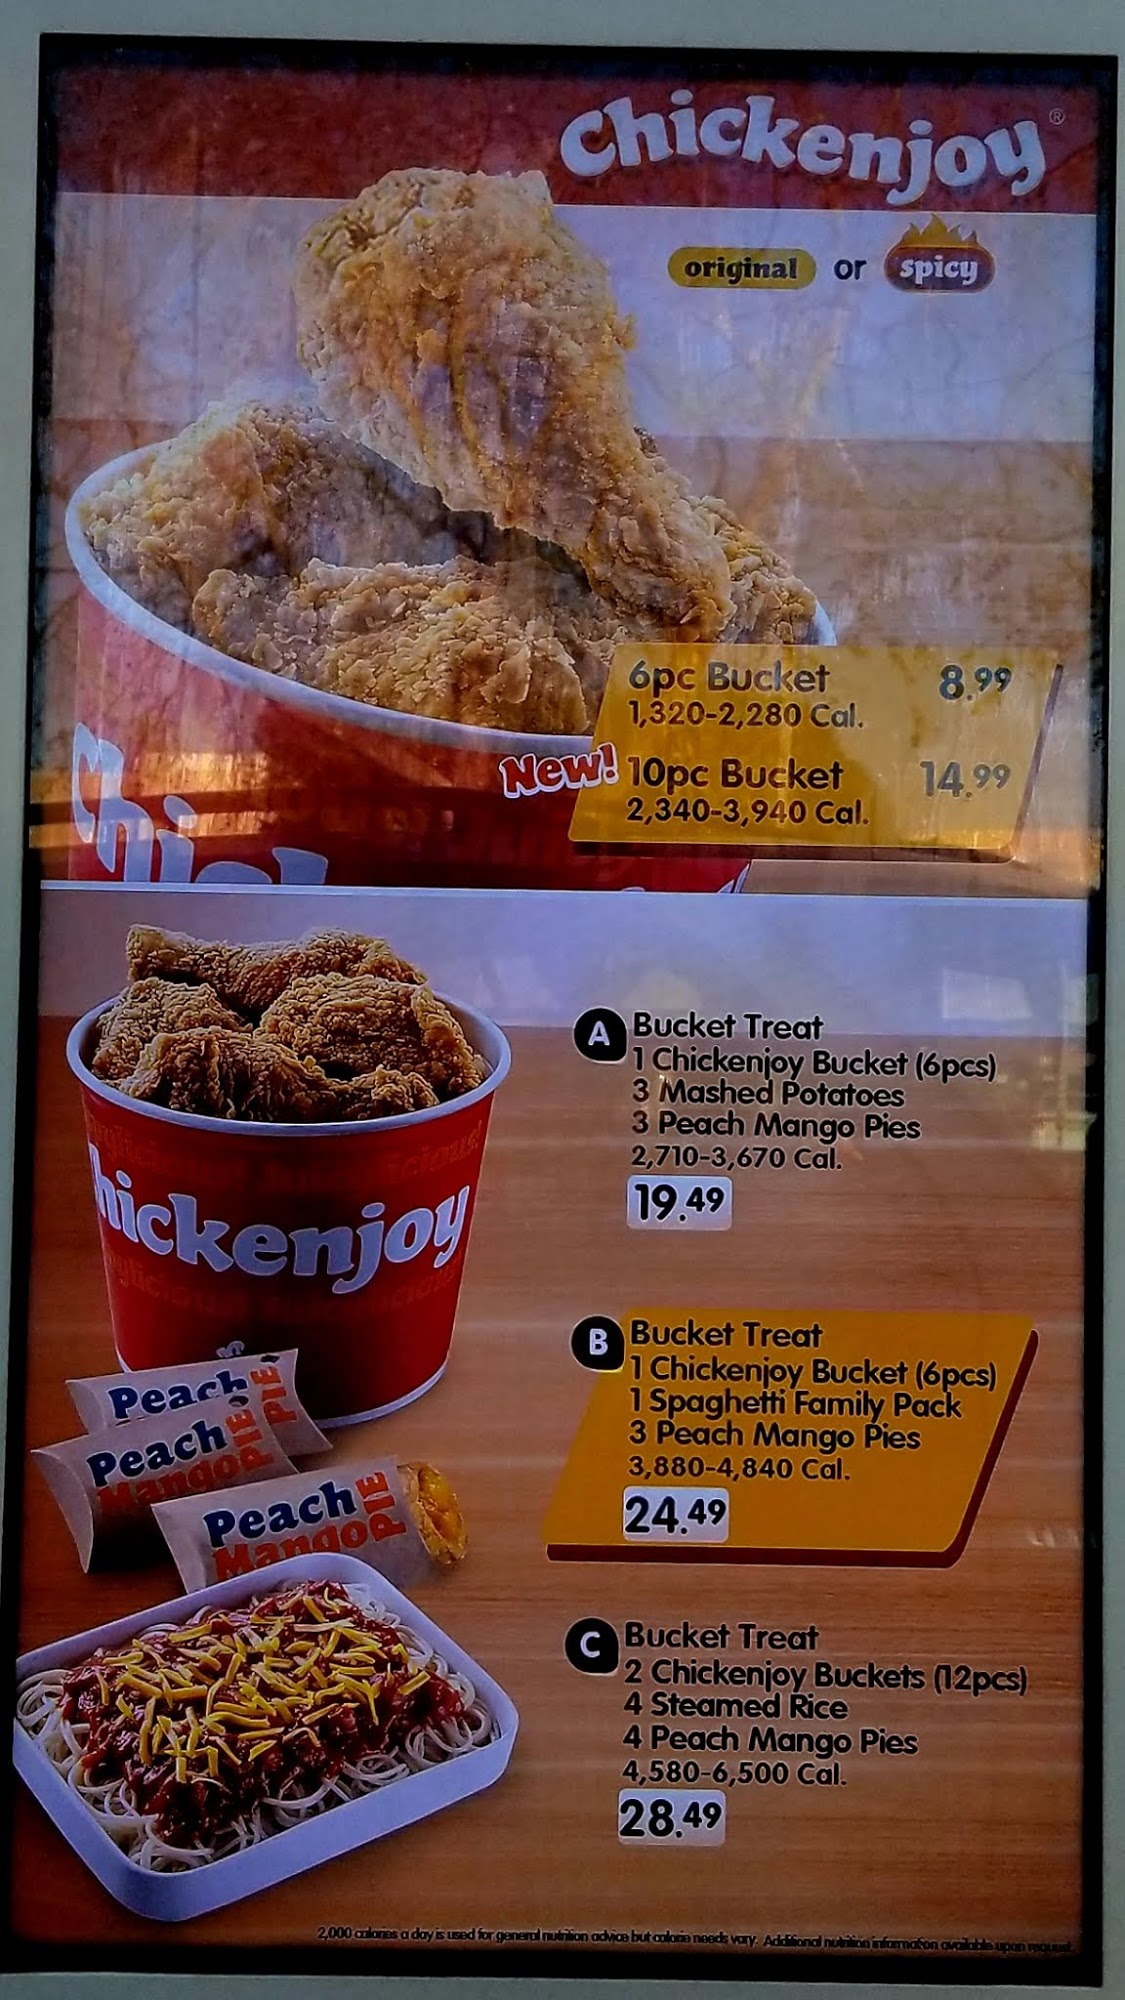 Chickenjoy®
original or spicy
6pc Bucket 8.99
1,320-2,280 Cal.
New! 10pc Bucket 14.99
2,340-3,940 Cal.
A Bucket Treat
1 Chickenjoy Bucket (6pcs)
3 Mashed Potatoes
3 Peach Mango Pies
2,710-3,670 Cal.
19.49
hickenjoy
B Bucket Treat
1 Chickenjoy Bucket (6pcs)
1 Spaghetti Family Pack
3 Peach Mango Pies
3,880-4,840 Cal.
24.49
Peach
PIE
Peach
Mango PIE
Peach
Mango PIE
C Bucket Treat
2 Chickenjoy Buckets (12pcs)
4 Steamed Rice
4 Peach Mango Pies
4,580-6,500 Cal.
28.49
2,000 calories a day is used for general nutrition advice but calorie needs vary. Additional nutrition information available upon request.